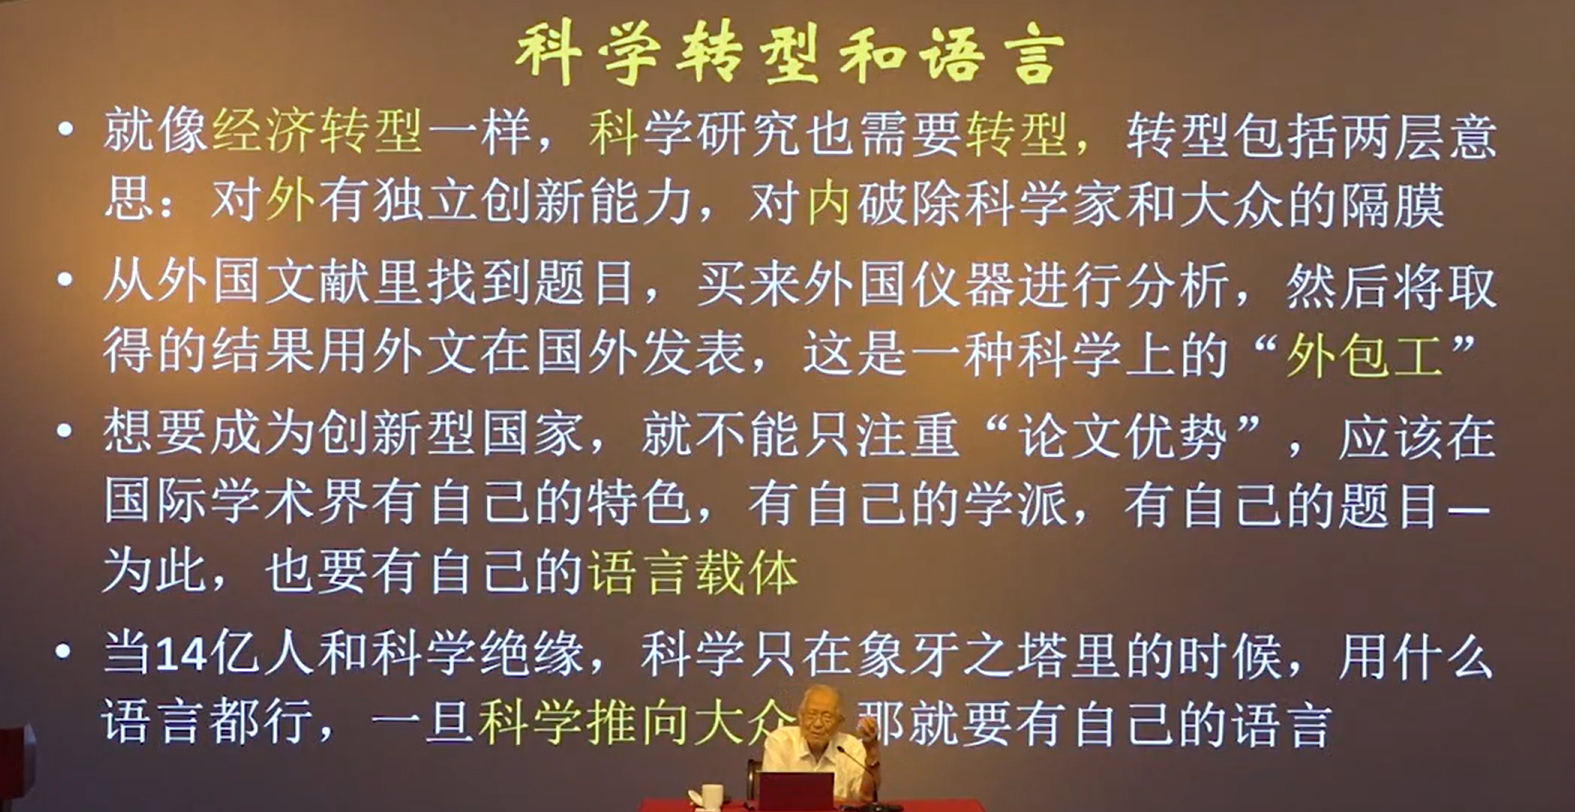 科学转型和语言
• 就像经济转型一样，科学研究也需要转型，转型包括两层意
思：对外有独立创新能力，对内破除科学家和大众的隔膜
• 从外国文献里找到题目，买来外国仪器进行分析，然后将取
得的结果用外文在国外发表，这是一种科学上的“外包工”
• 想要成为创新型国家，就不能只注重“论文优势”，应该在
国际学术界有自己的特色，有自己的学派，有自己的题目—
为此，也要有自己的语言载体
• 当14亿人和科学绝缘，科学只在象牙之塔里的时候，用什么
语言都行，一旦科学推向大众 那就要有自己的语言